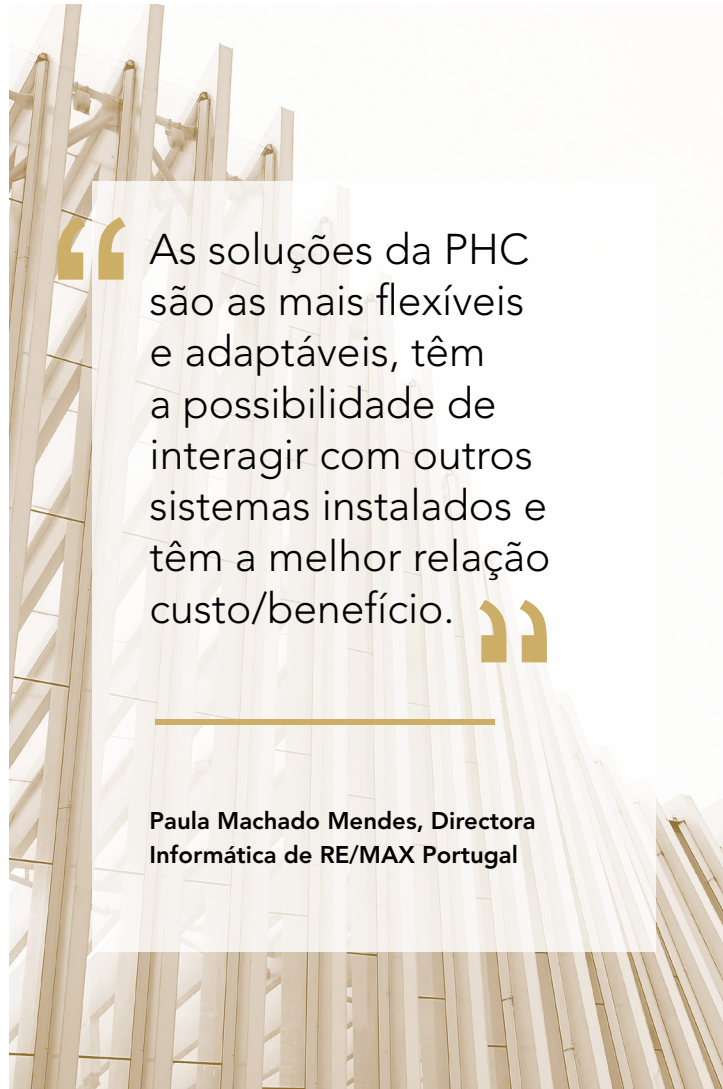 “As soluções da PHC
são as mais flexíveis
e adaptáveis, têm
a possibilidade de
interagir com outros
sistemas instalados e
têm a melhor relação
custo/benefício.”
Paula Machado Mendes, Directora
Informática de RE/MAX Portugal